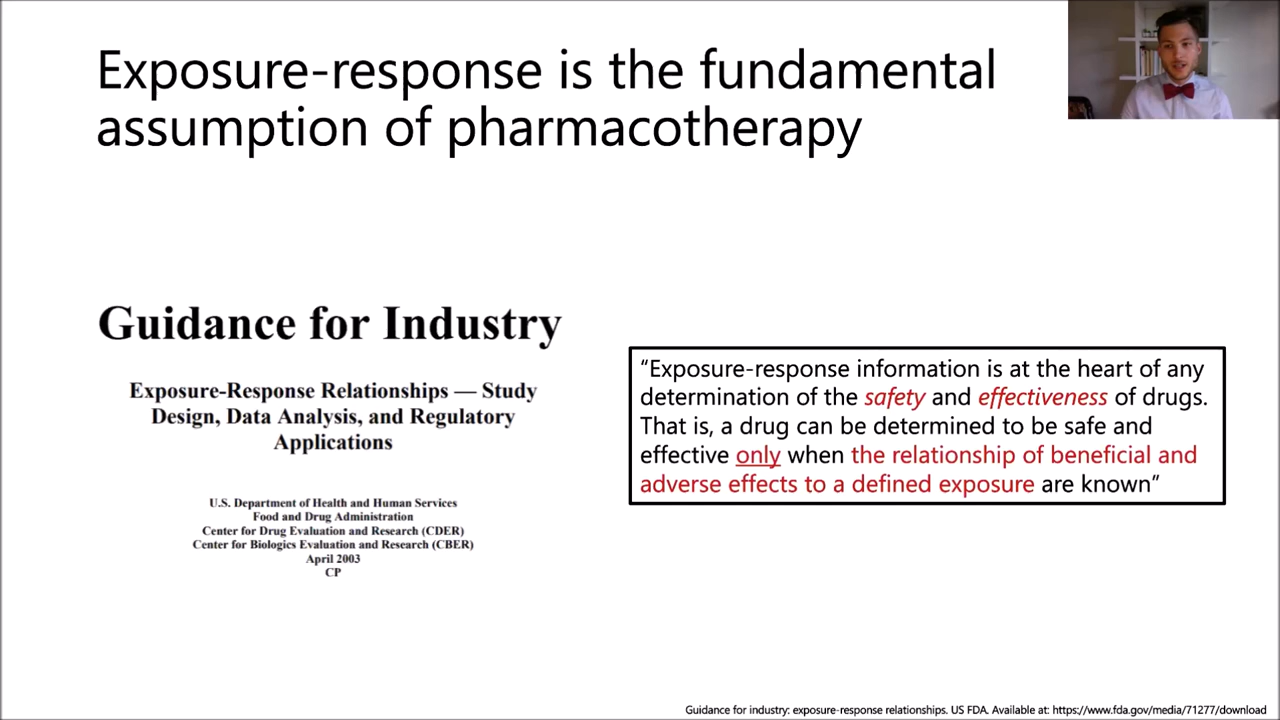 Exposure-response is the fundamental
assumption of pharmacotherapy
Guidance for Industry
Exposure-Response Relationships — Study
Design, Data Analysis, and Regulatory
Applications
U.S. Department of Health and Human Services
Food and Drug Administration
Center for Drug Evaluation and Research (CDER)
Center for Biologics Evaluation and Research (CBER)
April 2003
CP
“Exposure-response information is at the heart of any
determination of the safety and effectiveness of drugs.
That is, a drug can be determined to be safe and
effective only when the relationship of beneficial and
adverse effects to a defined exposure are known”
Guidance for industry: exposure-response relationships. US FDA. Available at: https://www.fda.gov/media/71277/download